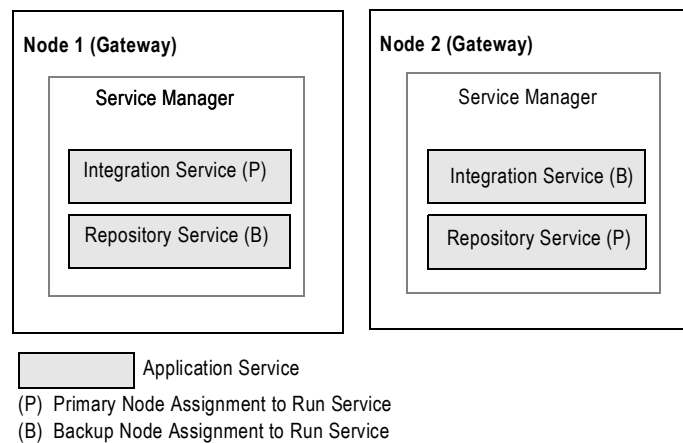 Node 1 (Gateway)
Service Manager
Integration Service (P)
Repository Service (B)
Node 2 (Gateway)
Service Manager
Integration Service (B)
Repository Service (P)
Application Service
(P) Primary Node Assignment to Run Service
(B) Backup Node Assignment to Run Service